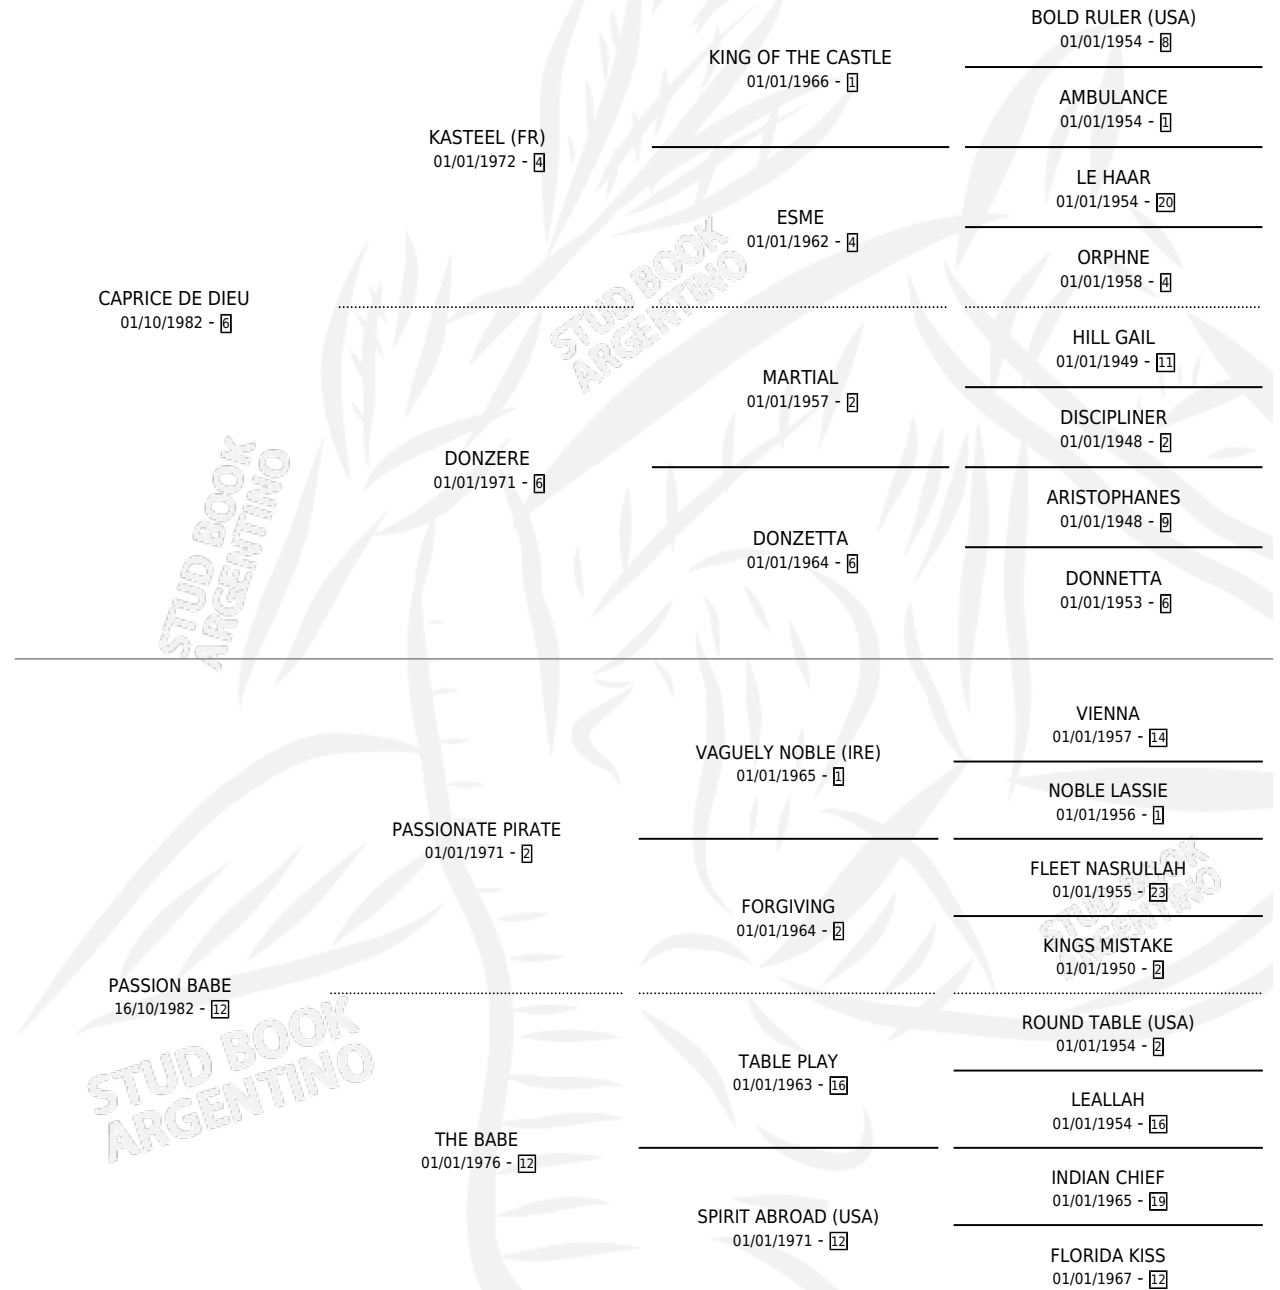 BOLD RULER (USA)
01/01/1954 - 8
KING OF THE CASTLE
01/01/1966 - 1
AMBULANCE
01/01/1954 - 1
KASTEEL (FR)
01/01/1972 - 4
LE HAAR
01/01/1954 - 20
ESME
01/01/1962 - 4
ORPHNE
01/01/1958 - 4
CAPRICE DE DIEU
01/10/1982 - 6
STUD BOOK
ARGENTINO
HILL GAIL
01/01/1949 - 11
MARTIAL
01/01/1957 - 2
DISCIPLINER
01/01/1948 - 2
DONZERE
01/01/1971 - 6
ARISTOPHANES
01/01/1948 - 9
DONZETTA
01/01/1964 - 6
DONNETTA
01/01/1953 - 6
STUD BOOK
ARGENTINO
VIENNA
01/01/1957 - 14
VAGUELY NOBLE (IRE)
01/01/1965 - 1
NOBLE LASSIE
01/01/1956 - 1
PASSIONATE PIRATE
01/01/1971 - 2
FLEET NASRULLAH
01/01/1955 - 23
FORGIVING
01/01/1964 - 2
STUD BOOK
ARGENTINO
KINGS MISTAKE
01/01/1950 - 2
PASSION BABE
16/10/1982 - 12
ROUND TABLE (USA)
01/01/1954 - 2
TABLE PLAY
01/01/1963 - 16
STUD BOOK
ARGENTINO
LEALLAH
01/01/1954 - 16
THE BABE
01/01/1976 - 12
INDIAN CHIEF
01/01/1965 - 19
SPIRIT ABROAD (USA)
01/01/1971 - 12
FLORIDA KISS
01/01/1967 - 12